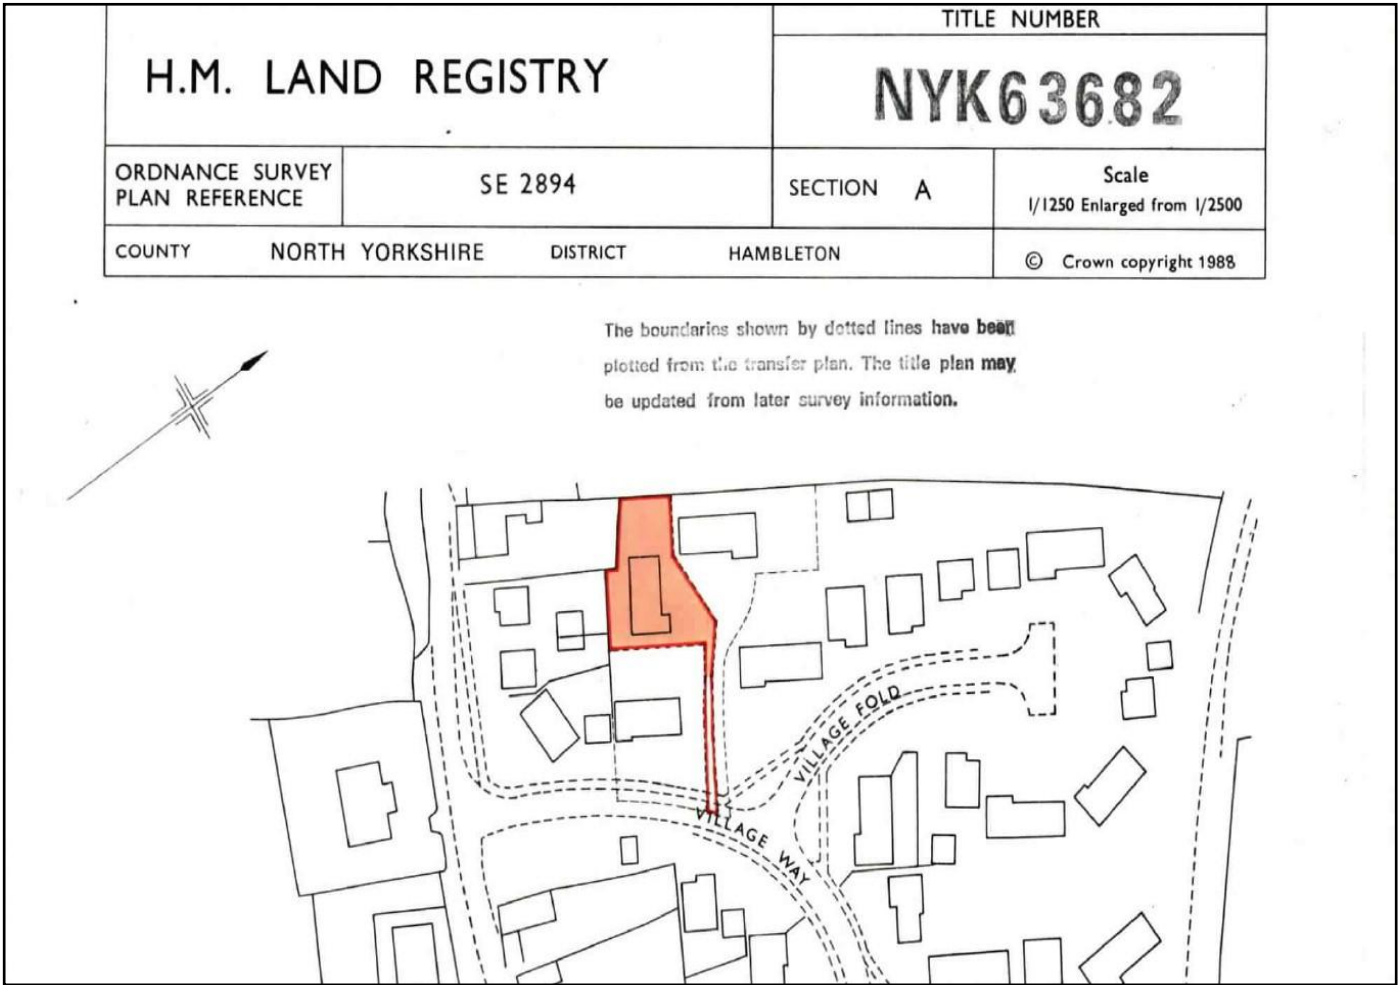 H.M. LAND REGISTRY
TITLE NUMBER
NYK63682
ORDNANCE SURVEY
PLAN REFERENCE
SE 2894
SECTION A
Scale
1/1250 Enlarged from 1/2500
COUNTY NORTH YORKSHIRE DISTRICT HAMBLETON
© Crown copyright 1988
The boundaries shown by dotted lines have been
plotted from the transfer plan. The title plan may
be updated from later survey information.
VILLAGE FOLD
VILLAGE WAY